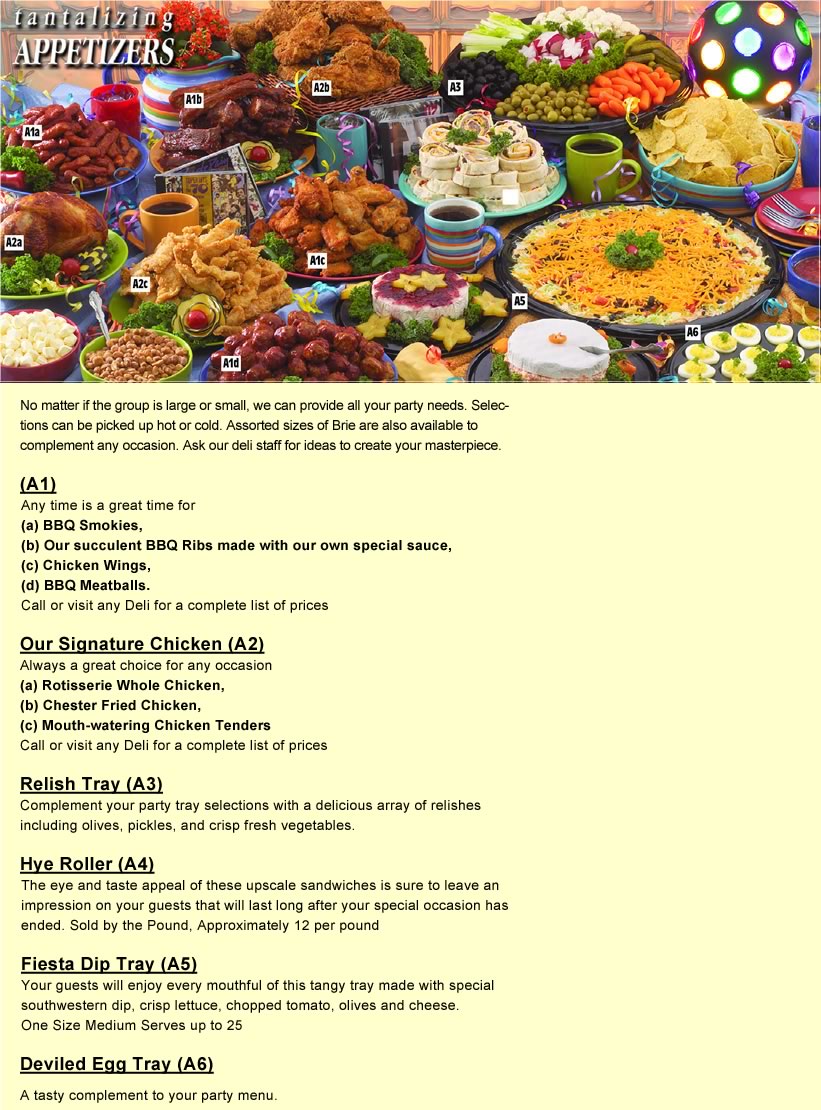 tantalizing
APPETIZERS
A1a
A1b
A2b
A3
A2a
A2c
A1c
A5
A6
A1d
No matter if the group is large or small, we can provide all your party needs. Selec-
tions can be picked up hot or cold. Assorted sizes of Brie are also available to
complement any occasion. Ask our deli staff for ideas to create your masterpiece.
(A1)
Any time is a great time for
(a) BBQ Smokies,
(b) Our succulent BBQ Ribs made with our own special sauce,
(c) Chicken Wings,
(d) BBQ Meatballs.
Call or visit any Deli for a complete list of prices
Our Signature Chicken (A2)
Always a great choice for any occasion
(a) Rotisserie Whole Chicken,
(b) Chester Fried Chicken,
(c) Mouth-watering Chicken Tenders
Call or visit any Deli for a complete list of prices
Relish Tray (A3)
Complement your party tray selections with a delicious array of relishes
including olives, pickles, and crisp fresh vegetables.
Hye Roller (A4)
The eye and taste appeal of these upscale sandwiches is sure to leave an
impression on your guests that will last long after your special occasion has
ended. Sold by the Pound, Approximately 12 per pound
Fiesta Dip Tray (A5)
Your guests will enjoy every mouthful of this tangy tray made with special
southwestern dip, crisp lettuce, chopped tomato, olives and cheese.
One Size Medium Serves up to 25
Deviled Egg Tray (A6)
A tasty complement to your party menu.